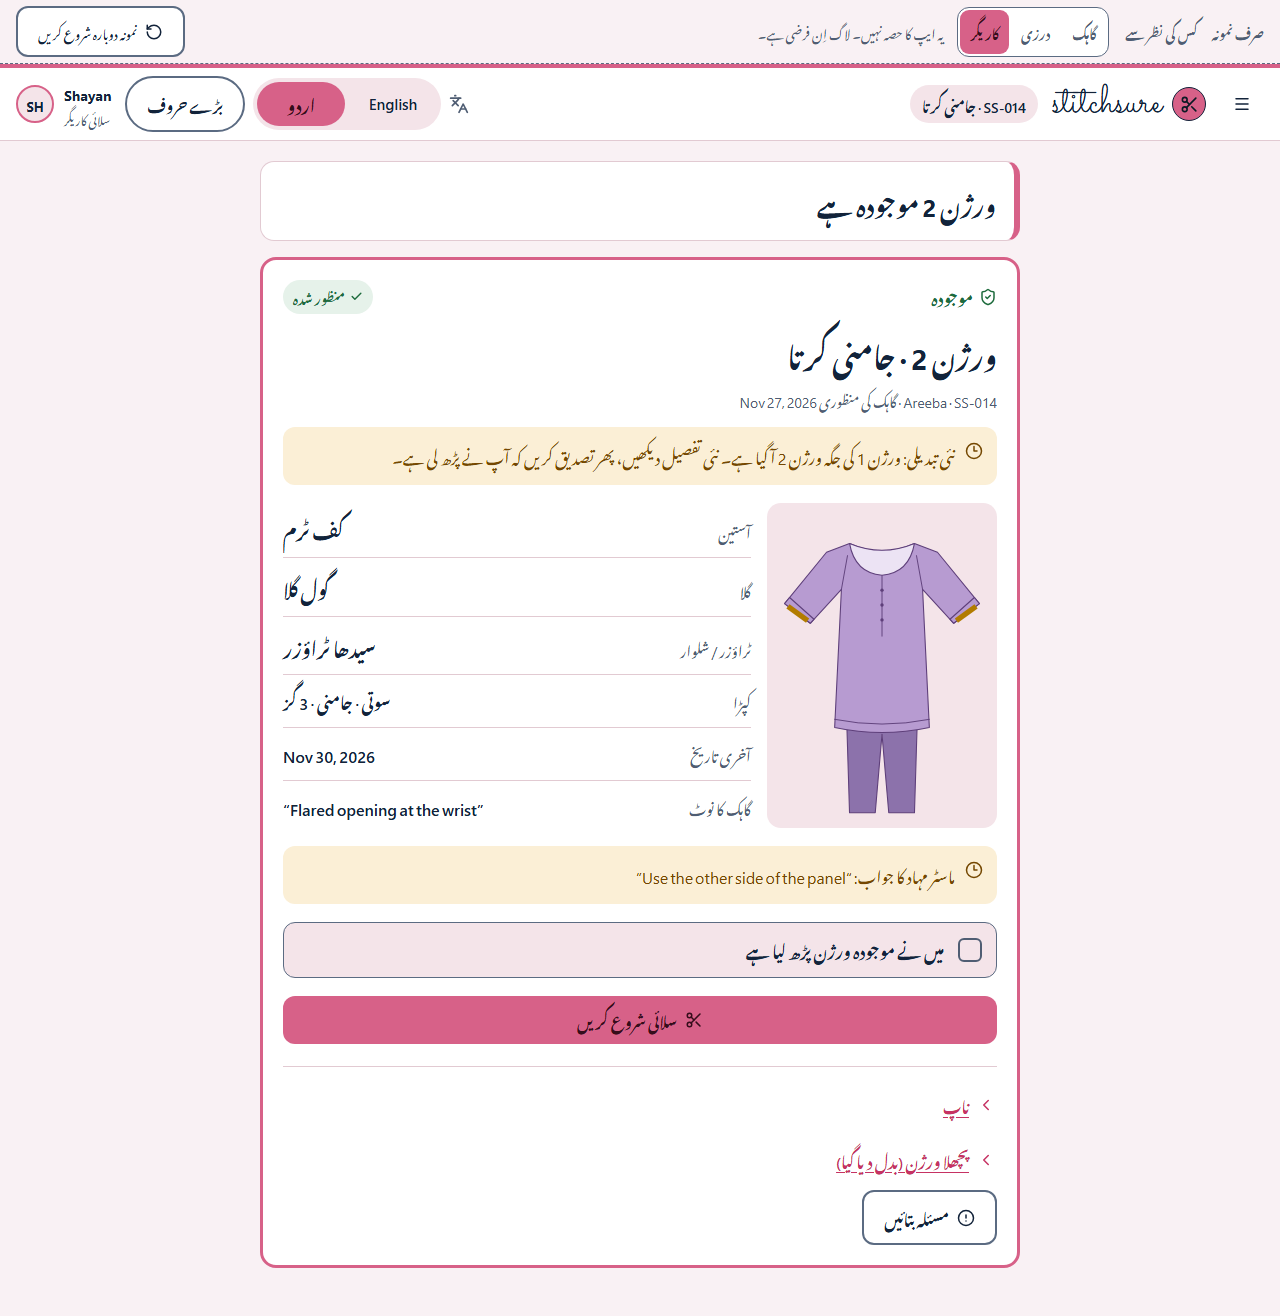 صرف نمونہ کس کی نظر سے گاہک درزی کاریگر یہ ایپ کا حصہ نہیں۔ لاگ اِن فرضی ہے۔ نمونہ دوبارہ شروع کریں
stitchsure SS-014 · جامنی کرتا English اردو بڑے حروف Shayan SH
سلائی کاریگر
ورژن 2 موجودہ ہے
موجودہ منظور شدہ
ورژن 2 · جامنی کرتا
Areeba · SS-014 · گاہک کی منظوری Nov 27, 2026
نئی تبدیلی: ورژن 1 کی جگہ ورژن 2 آ گیا ہے۔ نئی تفصیل دیکھیں، پھر تصدیق کریں کہ آپ نے پڑھ لی ہے۔
آستین کف ٹرم
گلا گول گلا
ٹراؤزر / شلوار سیدھا ٹراؤزر
کپڑا سوتی · جامنی · 3 گز
آخری تاریخ Nov 30, 2026
گاہک کا نوٹ “Flared opening at the wrist”
ماسٹر مہاد کا جواب: “Use the other side of the panel”
میں نے موجودہ ورژن پڑھ لیا ہے
سلائی شروع کریں
ناپ
پچھلا ورژن (بدل دیا گیا)
مسئلہ بتائیں